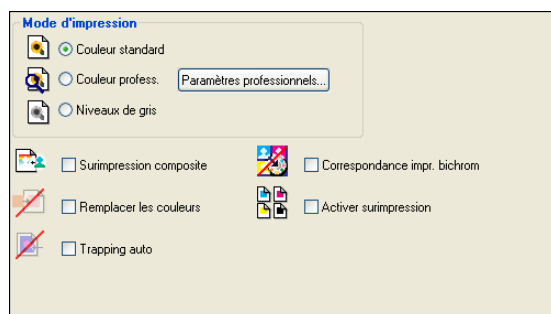 Mode d'impression
Couleur standard
Couleur profess. Paramètres professionnels...
Niveaux de gris
Surimpression composite Correspondance impr. bichrom
Remplacer les couleurs Activer surimpression
Trapping auto